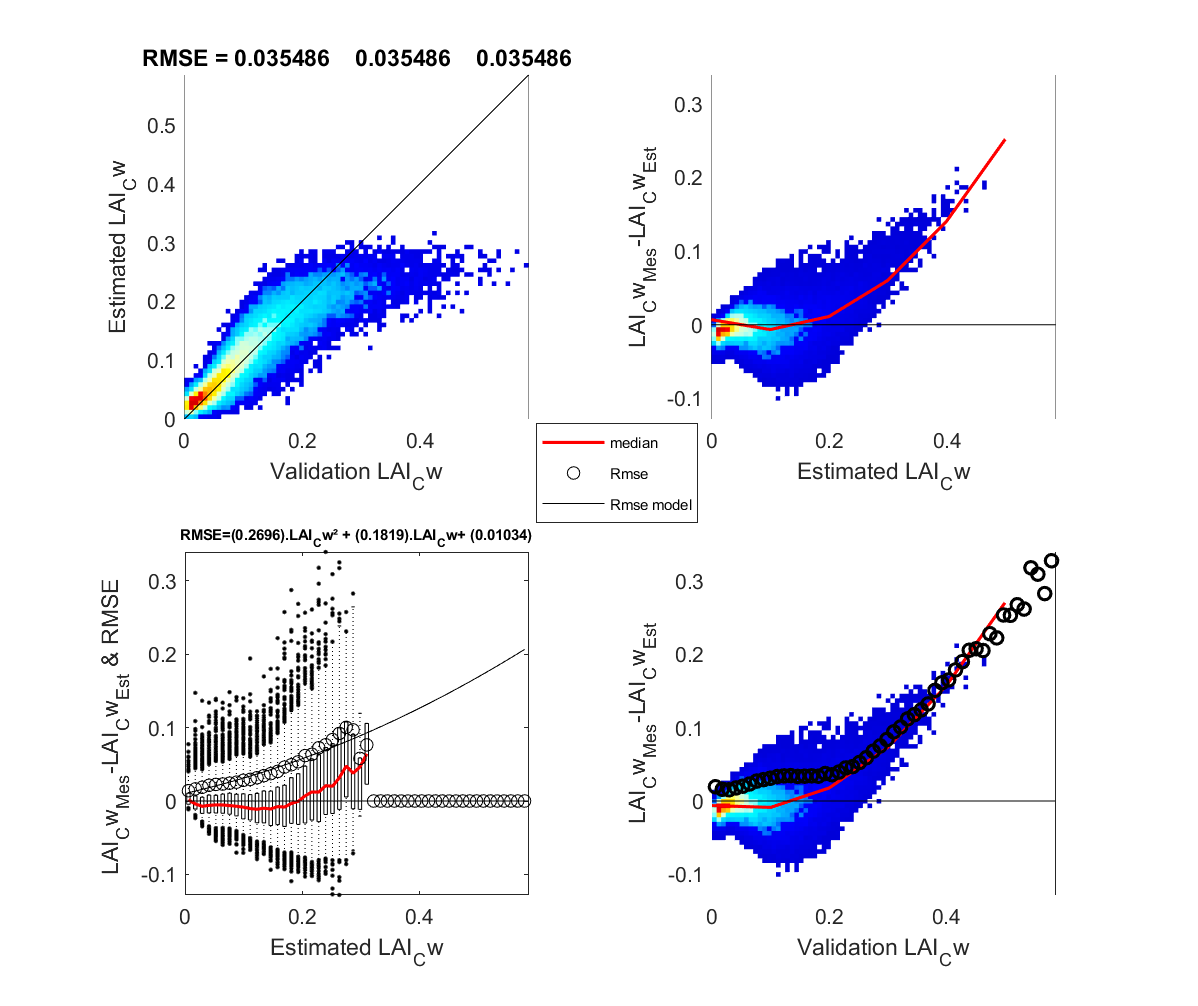 RMSE = 0.035486 0.035486 0.035486
Estimated LAI_Cw
0.5
0.4
0.3
0.2
0.1
0
0 0.2 0.4
Validation LAI_Cw
LAI_Cw_Mes-LAI_Cw_Est
0.3
0.2
0.1
0
-0.1
0 0.2 0.4
Estimated LAI_Cw
median
Rmse
Rmse model
RMSE=(0.2696).LAI_Cw² + (0.1819).LAI_Cw+ (0.01034)
LAI_Cw_Mes-LAI_Cw_Est & RMSE
0.3
0.2
0.1
0
-0.1
0 0.2 0.4
Estimated LAI_Cw
LAI_Cw_Mes-LAI_Cw_Est
0.3
0.2
0.1
0
-0.1
0 0.2 0.4
Validation LAI_Cw